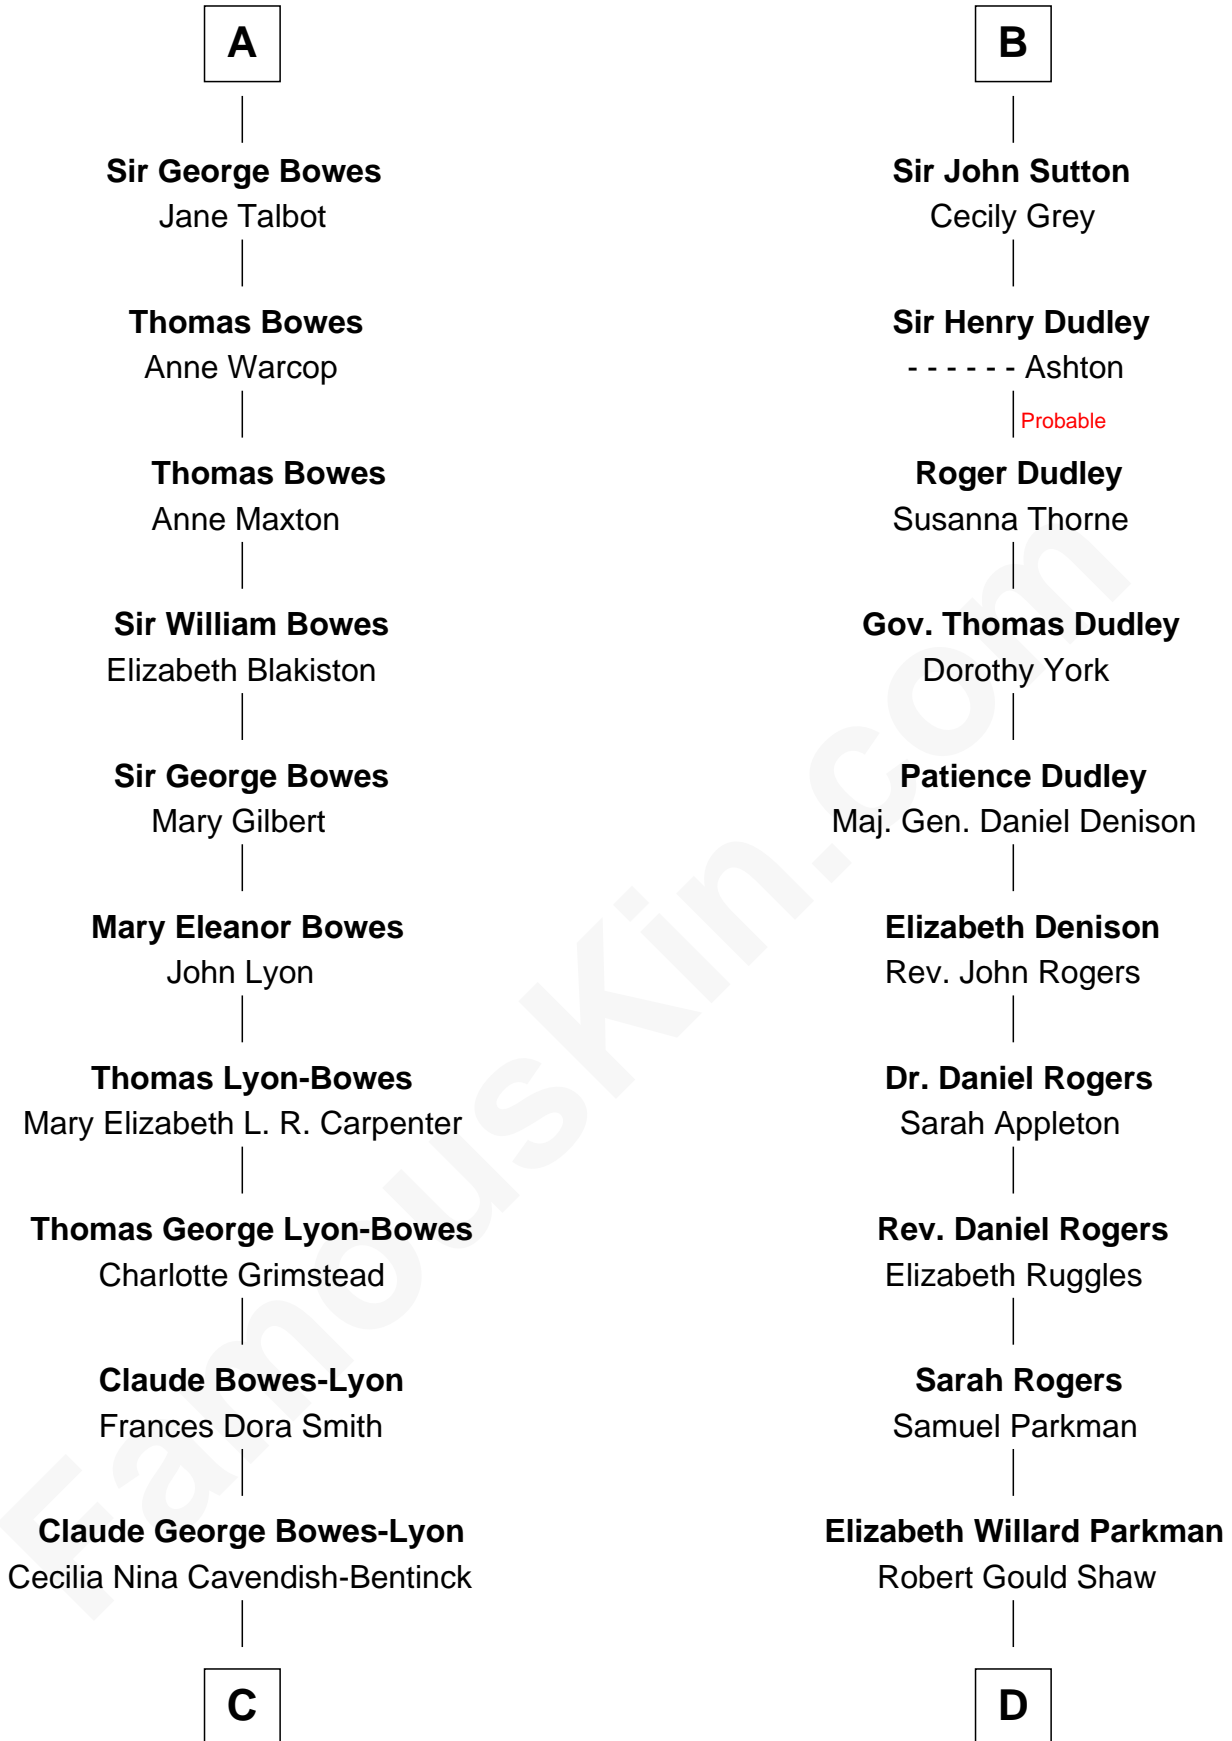 A
Sir George Bowes
Jane Talbot
Thomas Bowes
Anne Warcop
Thomas Bowes
Anne Maxton
Sir William Bowes
Elizabeth Blakiston
Sir George Bowes
Mary Gilbert
Mary Eleanor Bowes
John Lyon
Thomas Lyon-Bowes
Mary Elizabeth L. R. Carpenter
Thomas George Lyon-Bowes
Charlotte Grimstead
Claude Bowes-Lyon
Frances Dora Smith
Claude George Bowes-Lyon
Cecilia Nina Cavendish-Bentinck
C
B
Sir John Sutton
Cecily Grey
Sir Henry Dudley
- - - - - - Ashton
Probable
Roger Dudley
Susanna Thorne
Gov. Thomas Dudley
Dorothy York
Patience Dudley
Maj. Gen. Daniel Denison
Elizabeth Denison
Rev. John Rogers
Dr. Daniel Rogers
Sarah Appleton
Rev. Daniel Rogers
Elizabeth Ruggles
Sarah Rogers
Samuel Parkman
Elizabeth Willard Parkman
Robert Gould Shaw
D
FamousKin.com